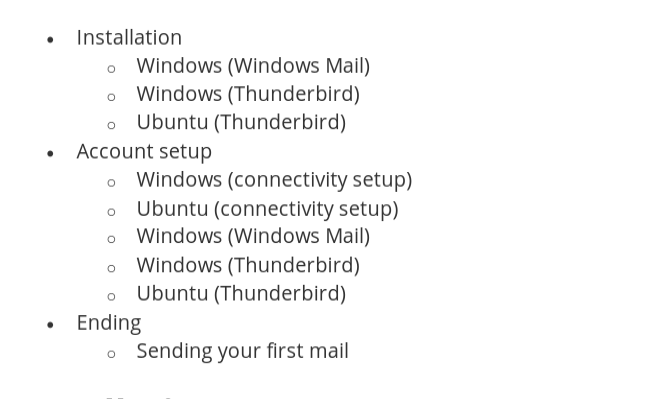 Installation
Windows (Windows Mail)
Windows (Thunderbird)
Ubuntu (Thunderbird)
Account setup
Windows (connectivity setup)
Ubuntu (connectivity setup)
Windows (Windows Mail)
Windows (Thunderbird)
Ubuntu (Thunderbird)
Ending
Sending your first mail